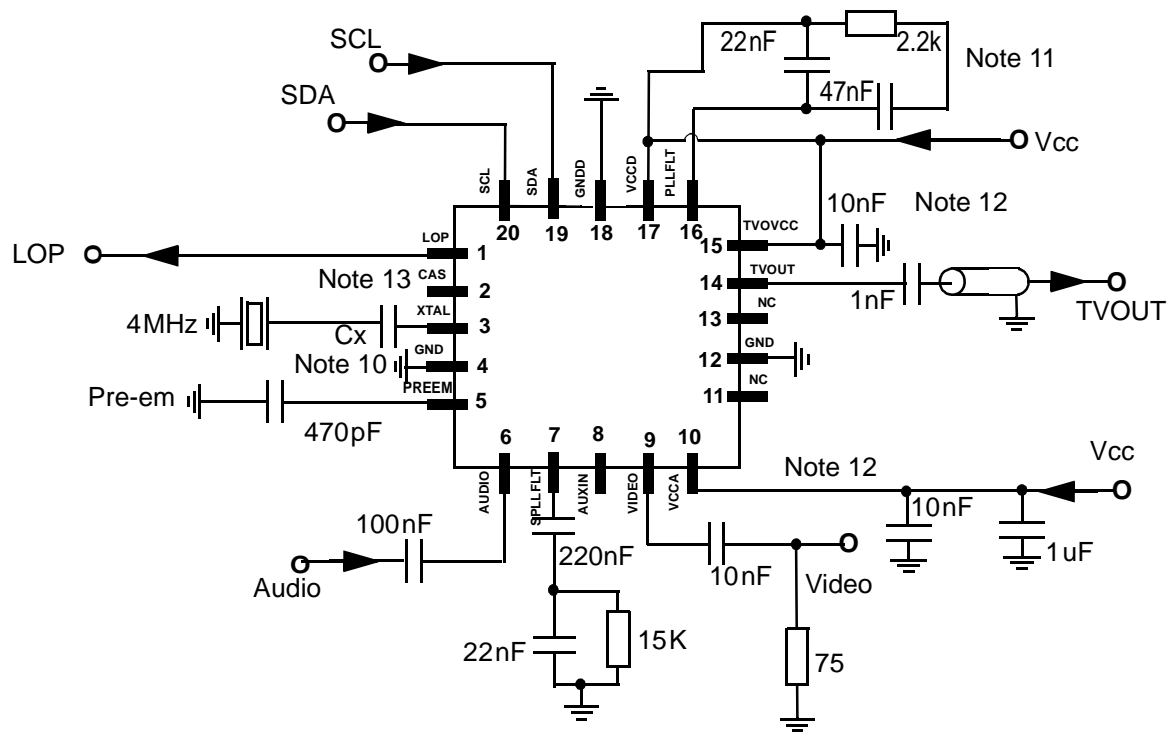 SCL
22nF
2.2k
Note 11
47nF
SDA
Vcc
SCL
SDA
GNDD
VCCD
PLLFLT
10nF
Note 12
20
19
18
17
16
TVOVCC
15
LOP
LOP
1
Note 13
CAS
2
TVOUT
14
1nF
TVOUT
4MHz
Cx
XTAL
3
NC
13
Note 10
GND
4
GND
12
Pre-em
PREEM
5
NC
11
470pF
6
7
8
9
10
AUDIO
SPLLFLT
AUXIN
VIDEO
VCCA
Note 12
Vcc
100nF
10nF
1uF
Audio
220nF
10nF
Video
22nF
15K
75